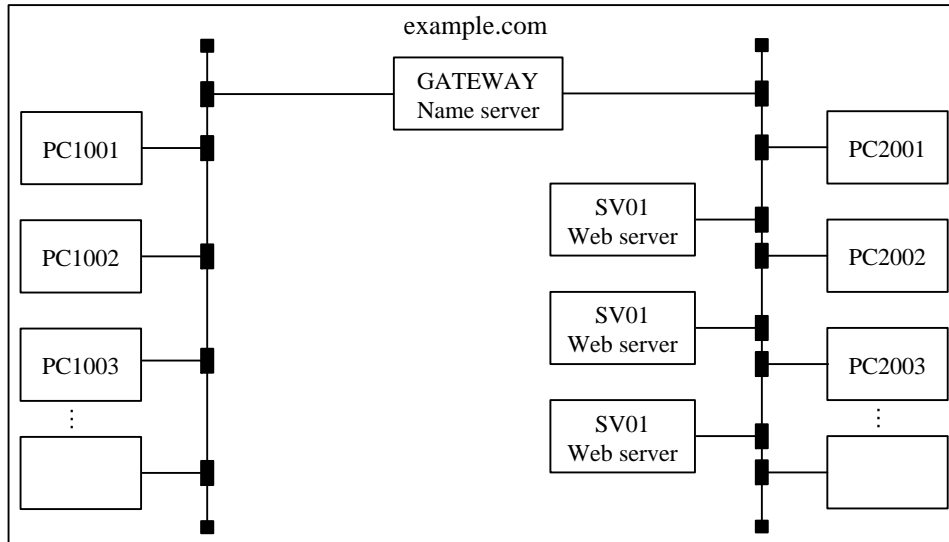 example.com
GATEWAY
Name server
PC1001
PC2001
SV01
Web server
PC1002
PC2002
SV01
Web server
PC1003
PC2003
SV01
Web server